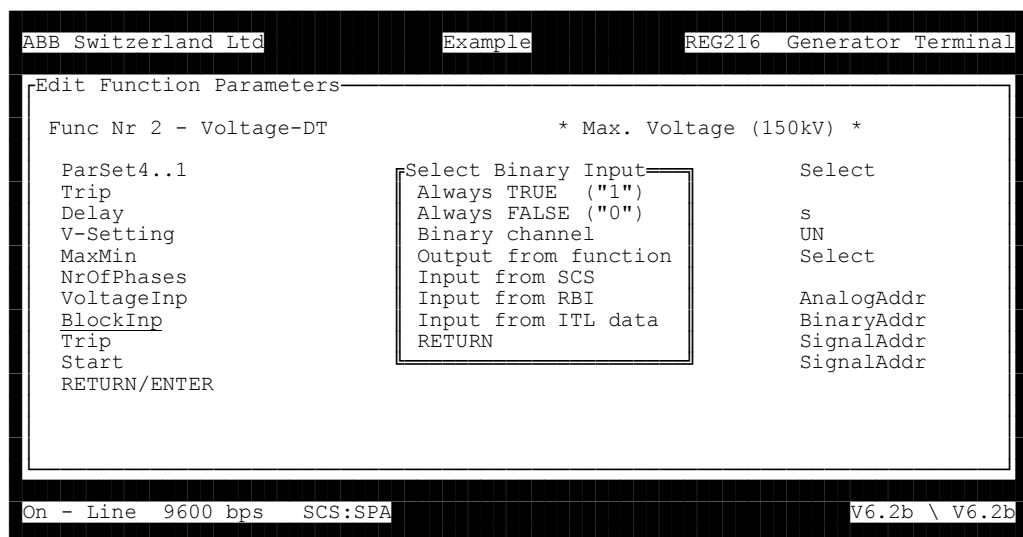 ABB Switzerland Ltd Example REG216 Generator Terminal
Edit Function Parameters
Func Nr 2 - Voltage-DT * Max. Voltage (150kV) *
ParSet4..1 Select Binary Input Select
Trip Always TRUE ("1")
Delay Always FALSE ("0") s
V-Setting Binary channel UN
MaxMin Output from function Select
NrOfPhases Input from SCS
VoltageInp Input from RBI AnalogAddr
BlockInp Input from ITL data BinaryAddr
Trip RETURN SignalAddr
Start SignalAddr
RETURN/ENTER
On - Line 9600 bps SCS:SPA V6.2b \ V6.2b